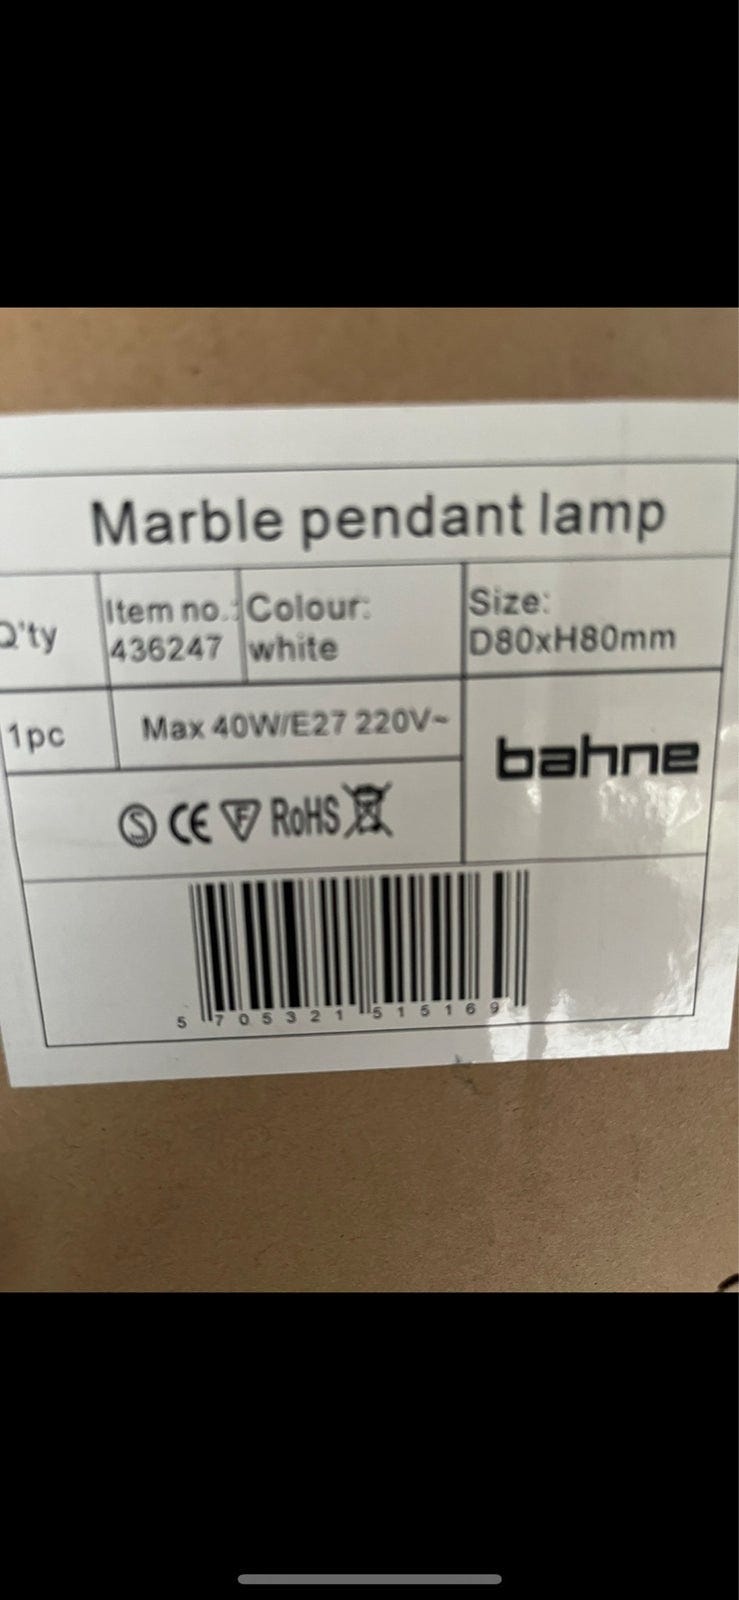 Marble pendant lamp
Q'ty
Item no.:
436247
Colour:
white
Size:
D80xH80mm
1pc
Max 40W/E27 220V~
bahne
S CE F RoHS
5 705321 515169